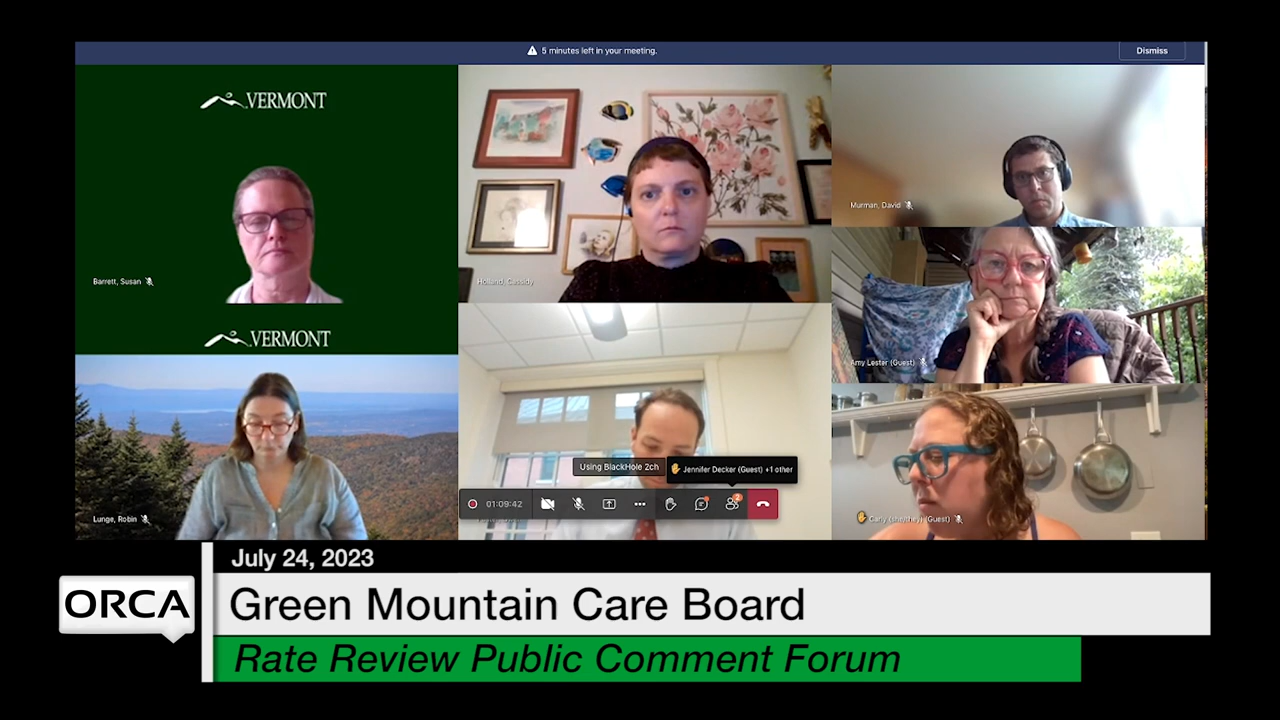 5 minutes left in your meeting.
Dismiss
VERMONT
Barrett, Susan
VERMONT
Holland, Cassidy
Murman, David
Amy Lester (Guest)
Lunge, Robin
Using BlackHole 2ch
Jennifer Decker (Guest) +1 other
01:09:42
2
Carly (she/they) (Guest)
July 24, 2023
ORCA
Green Mountain Care Board
Rate Review Public Comment Forum